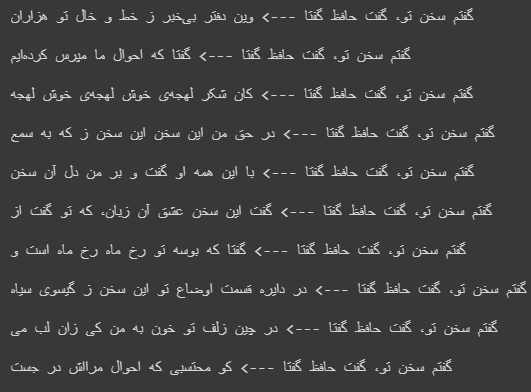 گفتم سخن تو، گفت حافظ گفتا ---> وین دفتر بی‌خبر ز خط و خال تو هزاران
گفتم سخن تو، گفت حافظ گفتا ---> گفتا که احوال ما مپرس کرده‌ایم
گفتم سخن تو، گفت حافظ گفتا ---> کان شکر لهجه‌ی خوش لهجه‌ی خوش لهجه
گفتم سخن تو، گفت حافظ گفتا ---> در حق من این سخن این سخن ز که به سمع
گفتم سخن تو، گفت حافظ گفتا ---> با این همه او گفت و بر من دل آن سخن
گفتم سخن تو، گفت حافظ گفتا ---> گفت این سخن عشق آن زیان، که تو گفت از
گفتم سخن تو، گفت حافظ گفتا ---> گفتا که بوسه تو رخ ماه رخ ماه است و
گفتم سخن تو، گفت حافظ گفتا ---> در دایره قسمت اوضاع تو این سخن ز گیسوی سیاه
گفتم سخن تو، گفت حافظ گفتا ---> در چین زلف تو خون به من کی زان لب می
گفتم سخن تو، گفت حافظ گفتا ---> کو محتسبی که احوال مرااش در جست